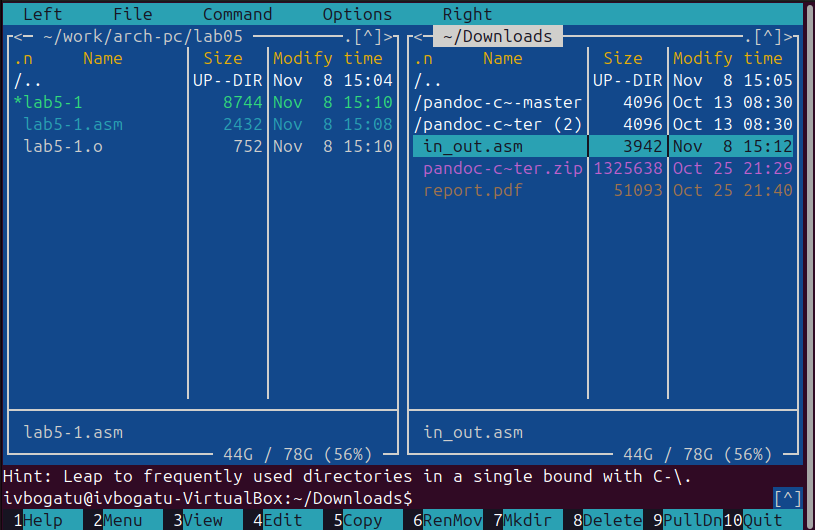 Left File Command Options Right
<─ ~/work/arch-pc/lab05 .[^]> <─ ~/Downloads .[^]>
.n Name Size Modify time .n Name Size Modify time
/.. UP--DIR Nov 8 15:04 /.. UP--DIR Nov 8 15:05
*lab5-1 8744 Nov 8 15:10 /pandoc-c~-master 4096 Oct 13 08:30
lab5-1.asm 2432 Nov 8 15:08 /pandoc-c~ter (2) 4096 Oct 13 08:30
lab5-1.o 752 Nov 8 15:10 in_out.asm 3942 Nov 8 15:12
pandoc-c~ter.zip 1325638 Oct 25 21:29
report.pdf 51093 Oct 25 21:40
lab5-1.asm in_out.asm
44G / 78G (56%) 44G / 78G (56%)
Hint: Leap to frequently used directories in a single bound with C-\.
ivbogatu@ivbogatu-VirtualBox:~/Downloads$ [^]
1Help 2Menu 3View 4Edit 5Copy 6RenMov 7Mkdir 8Delete 9PullDn 10Quit